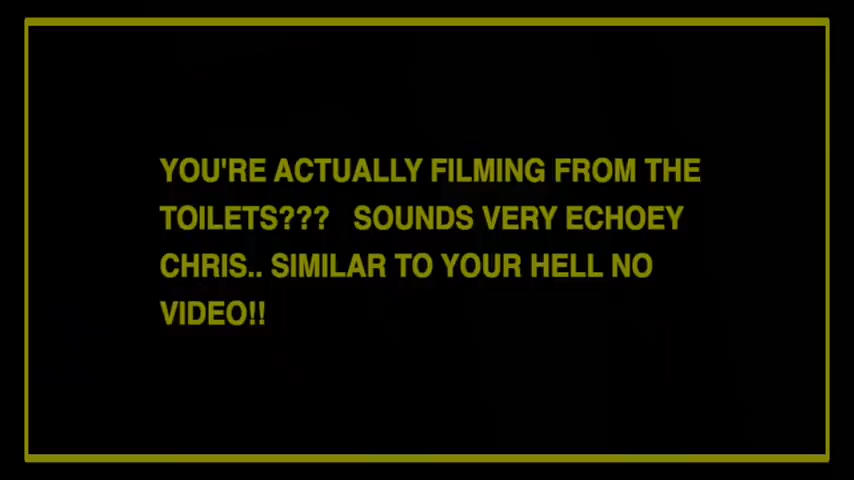 YOU'RE ACTUALLY FILMING FROM THE
TOILETS??? SOUNDS VERY ECHOEY
CHRIS.. SIMILAR TO YOUR HELL NO
VIDEO!!